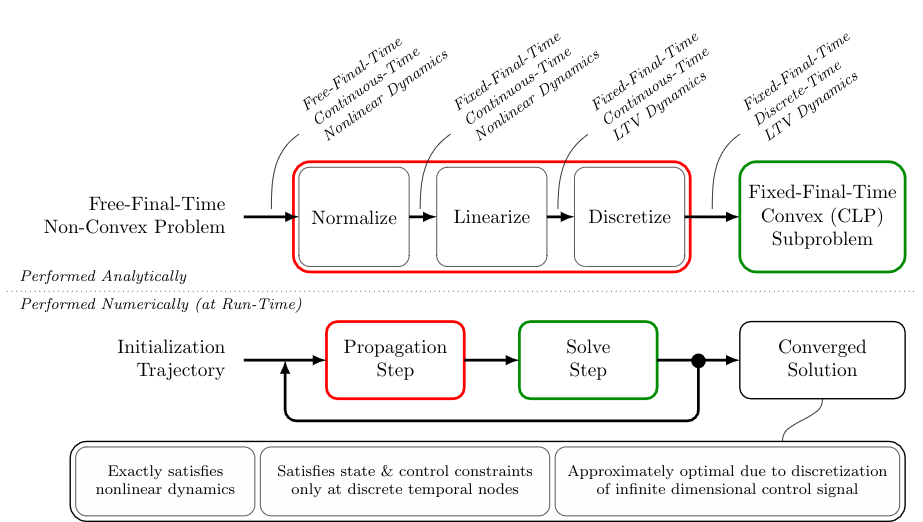 Free-Final-Time
Continuous-Time
Nonlinear Dynamics
Fixed-Final-Time
Continuous-Time
Nonlinear Dynamics
Fixed-Final-Time
Continuous-Time
LTV Dynamics
Fixed-Final-Time
Discrete-Time
LTV Dynamics
Free-Final-Time
Non-Convex Problem
Normalize
Linearize
Discretize
Fixed-Final-Time
Convex (CLP)
Subproblem
Performed Analytically
Performed Numerically (at Run-Time)
Initialization
Trajectory
Propagation
Step
Solve
Step
Converged
Solution
Exactly satisfies
nonlinear dynamics
Satisfies state & control constraints
only at discrete temporal nodes
Approximately optimal due to discretization
of infinite dimensional control signal